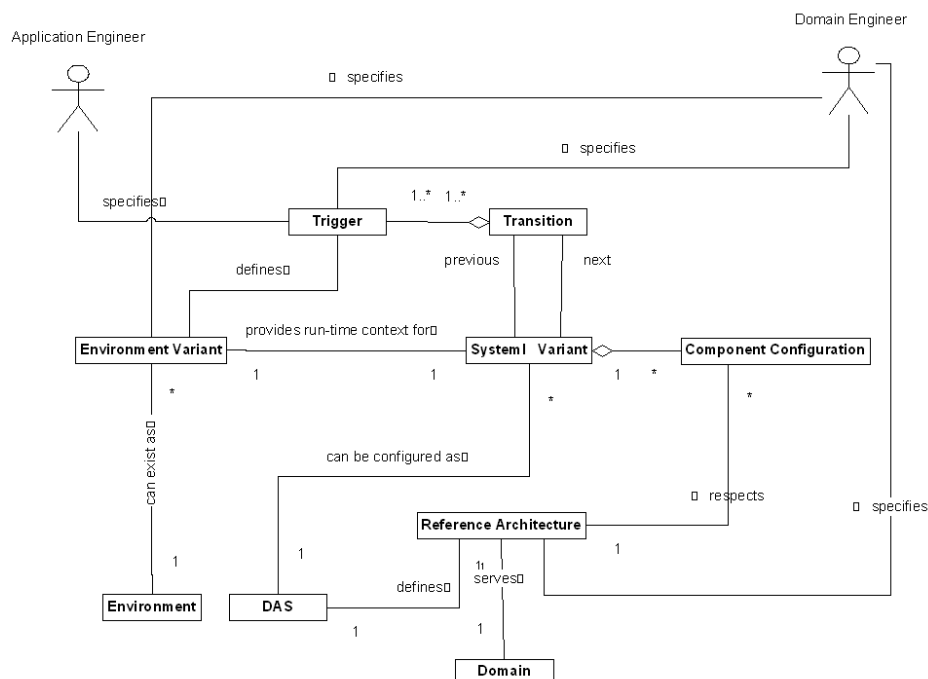 Domain Engineer
Application Engineer
▯ specifies
▯ specifies
specifies▯
1..* 1..*
Trigger
Transition
previous
next
defines▯
provides run-time context for▯
Environment Variant
SystemI Variant
Component Configuration
1
1
1
*
*
*
*
can exist as▯
can be configured as▯
▯ respects
▯ specifies
Reference Architecture
1
1
1
1
serves▯
defines▯
Environment
DAS
1
1
Domain